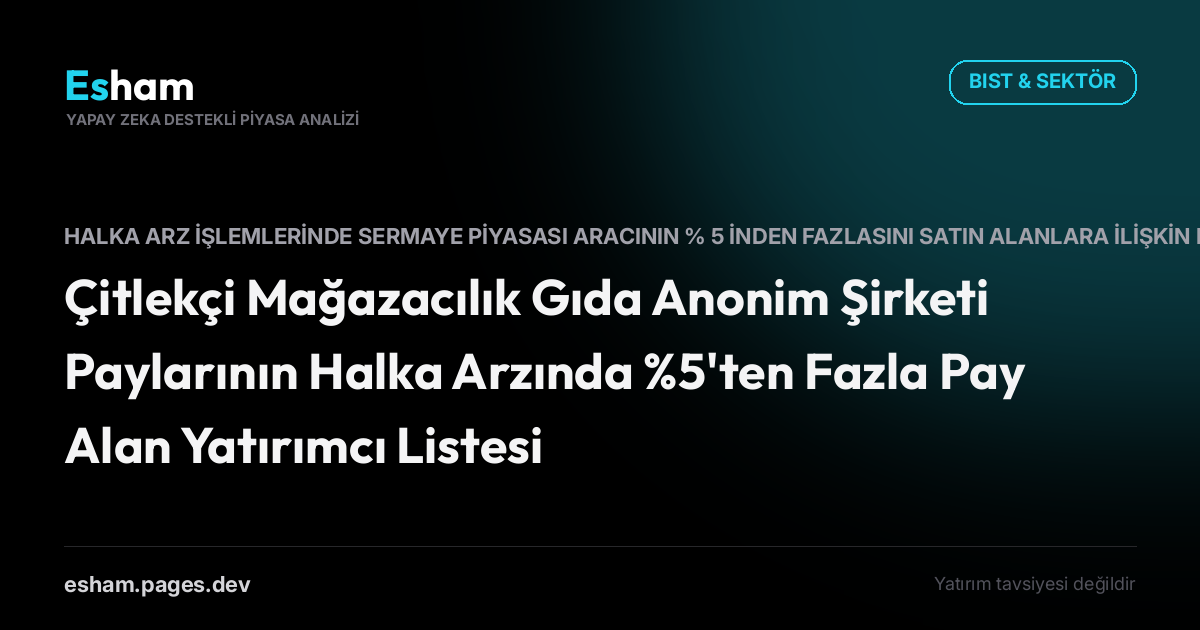 Esham
BIST & SEKTÖR
YAPAY ZEKA DESTEKLİ PİYASA ANALİZİ
HALKA ARZ İŞLEMLERİNDE SERMAYE PİYASASI ARACININ % 5 İNDEN FAZLASINI SATIN ALANLARA İLİŞKİN
Çitlekçi Mağazacılık Gıda Anonim Şirketi
Paylarının Halka Arzında %5'ten Fazla Pay
Alan Yatırımcı Listesi
esham.pages.dev
Yatırım tavsiyesi değildir